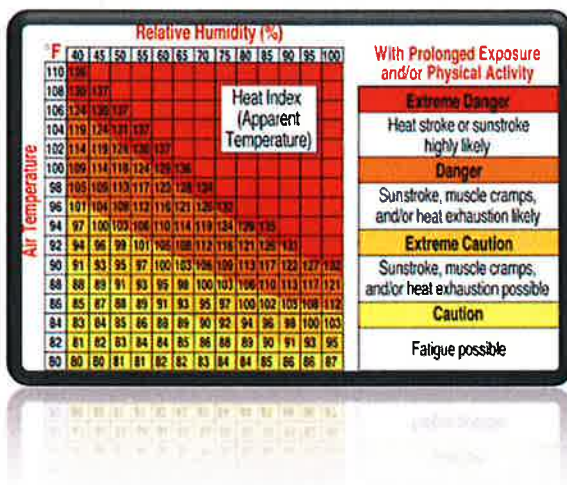 Relative Humidity (%)
°F 40 45 50 55 60 65 70 75 80 85 90 95 100
110 136
108 130 137
106 124 130 137
104 119 124 131 137
102 114 119 124 130 137
100 109 114 118 124 129 136
98 105 109 113 117 123 128 134
96 101 104 108 112 116 121 126 132
94 97 100 103 106 110 114 119 124 129 135
92 94 96 99 101 105 108 112 116 121 126 131
90 91 93 95 97 100 103 106 109 113 117 122 127 132
88 88 89 91 93 95 98 100 103 106 110 113 117 121
86 85 87 88 89 91 93 95 97 100 102 105 108 112
84 83 84 85 86 88 89 90 92 94 96 98 100 103
82 81 82 83 84 84 85 86 88 89 90 91 93 95
80 80 80 81 81 82 82 83 84 84 85 86 86 87
Air Temperature
Heat Index
(Apparent
Temperature)
With Prolonged Exposure
and/or Physical Activity
Extreme Danger
Heat stroke or sunstroke
highly likely
Danger
Sunstroke, muscle cramps,
and/or heat exhaustion likely
Extreme Caution
Sunstroke, muscle cramps,
and/or heat exhaustion possible
Caution
Fatigue possible